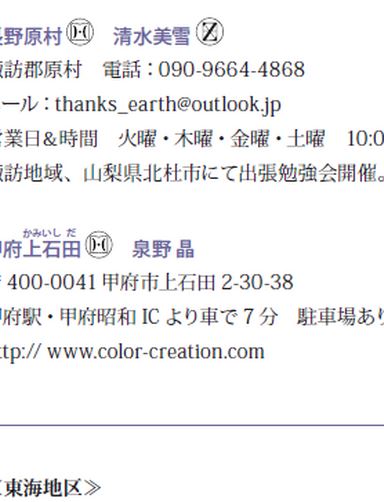 長野原村 清水美雪 Ⓩ
諏訪郡原村 電話：090-9664-4868
ール：thanks_earth@outlook.jp
営業日&時間 火曜・木曜・金曜・土曜 10:0
諏訪地域、山梨県北杜市にて出張勉強会開催。
かみいし だ
甲府上石田 泉野 晶
400-0041 甲府市上石田 2-30-38
甲府駅・甲府昭和 IC より車で 7 分 駐車場あり
ttp:// www.color-creation.com
東海地区≫